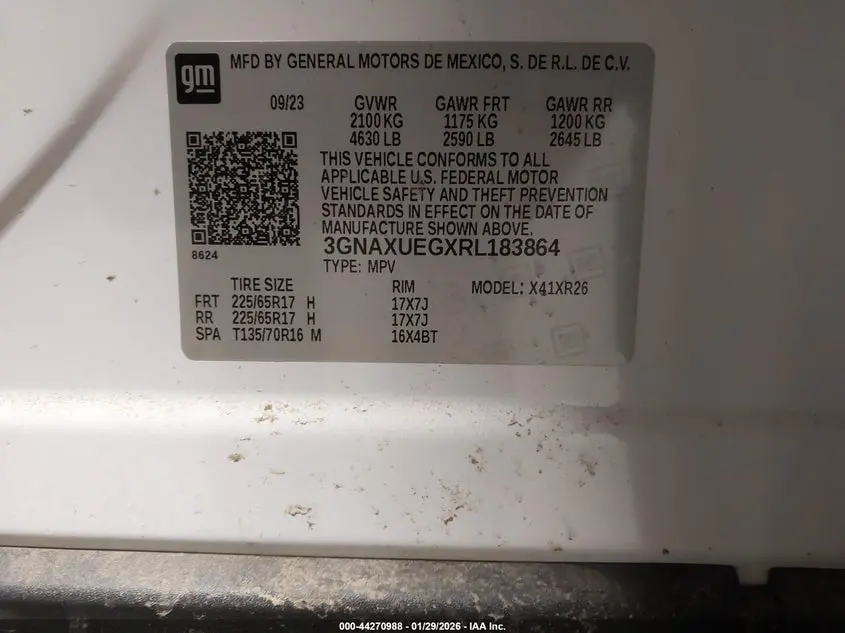 gm
MFD BY GENERAL MOTORS DE MEXICO, S. DE R.L. DE C.V.
09/23 GVWR GAWR FRT GAWR RR
2100 KG 1175 KG 1200 KG
4630 LB 2590 LB 2645 LB
THIS VEHICLE CONFORMS TO ALL
APPLICABLE U.S. FEDERAL MOTOR
VEHICLE SAFETY AND THEFT PREVENTION
STANDARDS IN EFFECT ON THE DATE OF
MANUFACTURE SHOWN ABOVE.
3GNAXUEGXRL183864
8624
TYPE: MPV
TIRE SIZE RIM MODEL: X41XR26
FRT 225/65R17 H 17X7J
RR 225/65R17 H 17X7J
SPA T135/70R16 M 16X4BT
000-44270988 - 01/29/2026 - IAA Inc.